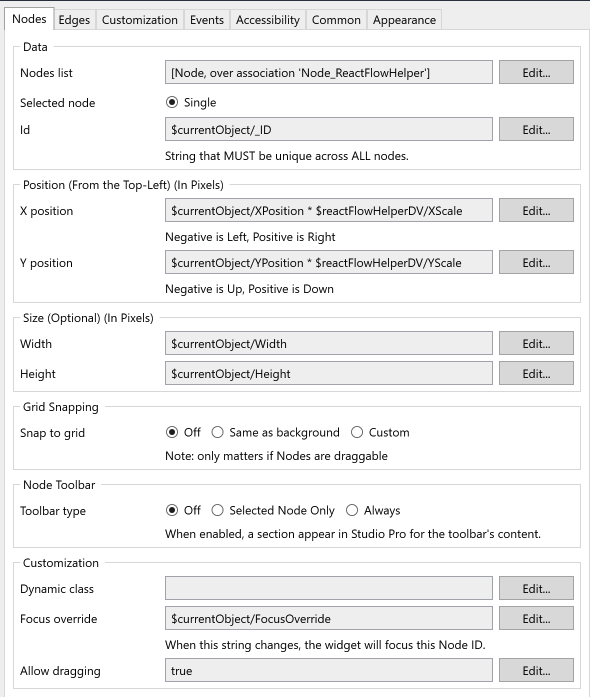 Nodes Edges Customization Events Accessibility Common Appearance
Data
Nodes list [Node, over association 'Node_ReactFlowHelper'] Edit...
Selected node Single
Id $currentObject/_ID Edit...
String that MUST be unique across ALL nodes.
Position (From the Top-Left) (In Pixels)
X position $currentObject/XPosition * $reactFlowHelperDV/XScale Edit...
Negative is Left, Positive is Right
Y position $currentObject/YPosition * $reactFlowHelperDV/YScale Edit...
Negative is Up, Positive is Down
Size (Optional) (In Pixels)
Width $currentObject/Width Edit...
Height $currentObject/Height Edit...
Grid Snapping
Snap to grid Off Same as background Custom
Note: only matters if Nodes are draggable
Node Toolbar
Toolbar type Off Selected Node Only Always
When enabled, a section appear in Studio Pro for the toolbar's content.
Customization
Dynamic class Edit...
Focus override $currentObject/FocusOverride Edit...
When this string changes, the widget will focus this Node ID.
Allow dragging true Edit...